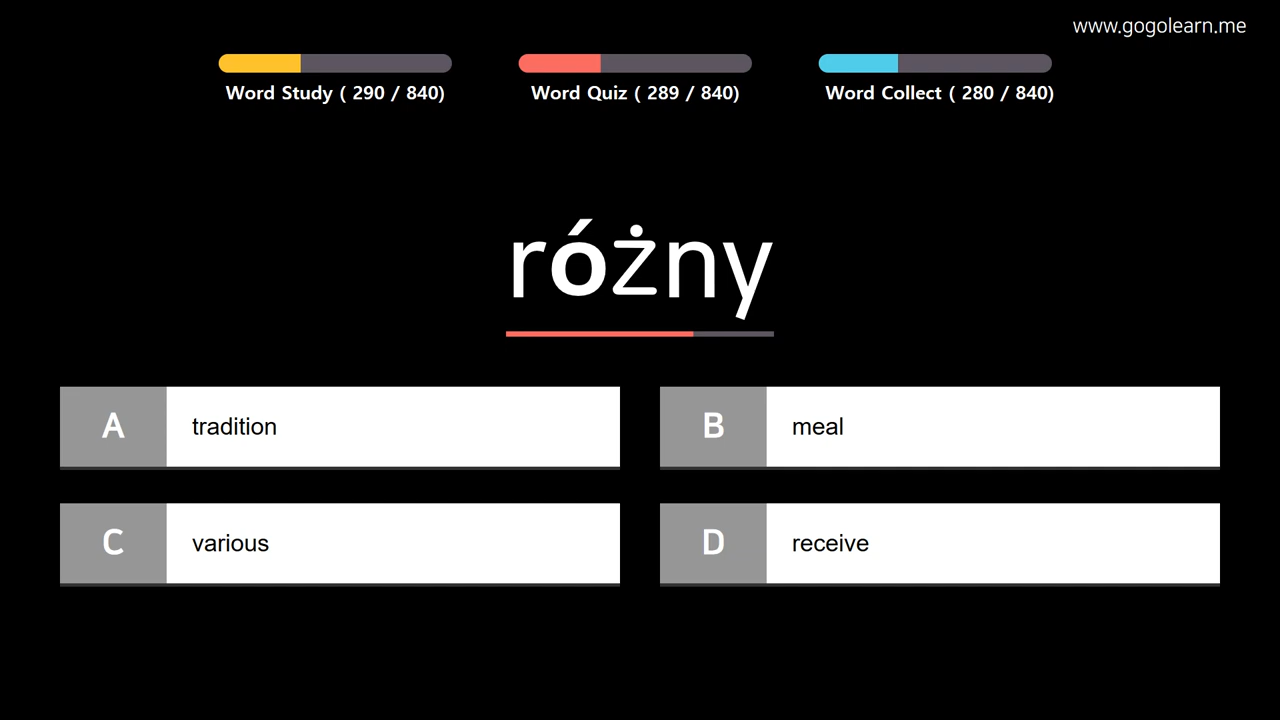 www.gogolearn.me
Word Study ( 290 / 840)
Word Quiz ( 289 / 840)
Word Collect ( 280 / 840)
różny
A tradition
B meal
C various
D receive